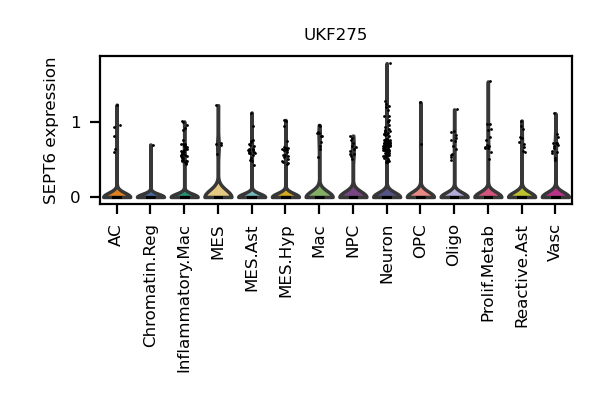 UKF275
SEPT6 expression
1
0
AC
Chromatin.Reg
Inflammatory.Mac
MES
MES.Ast
MES.Hyp
Mac
NPC
Neuron
OPC
Oligo
Prolif.Metab
Reactive.Ast
Vasc